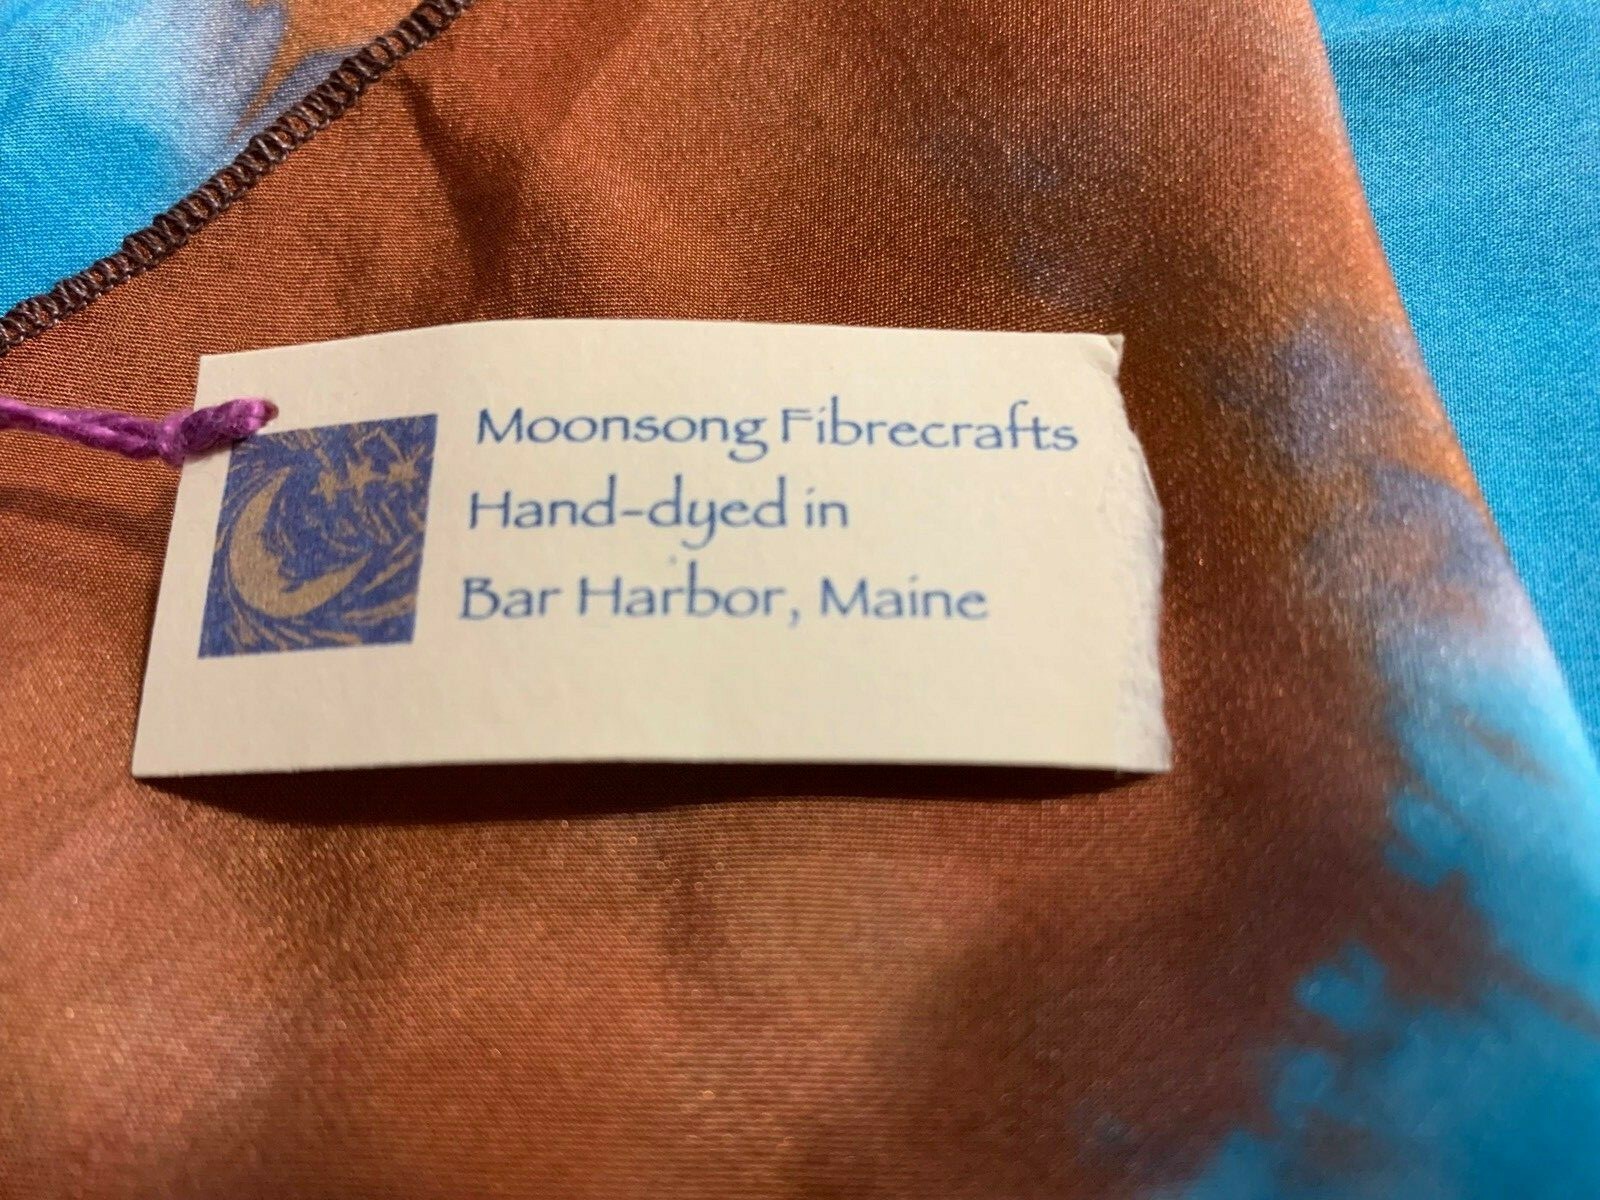 Moonsong Fibrecrafts
Hand-dyed in
Bar Harbor, Maine